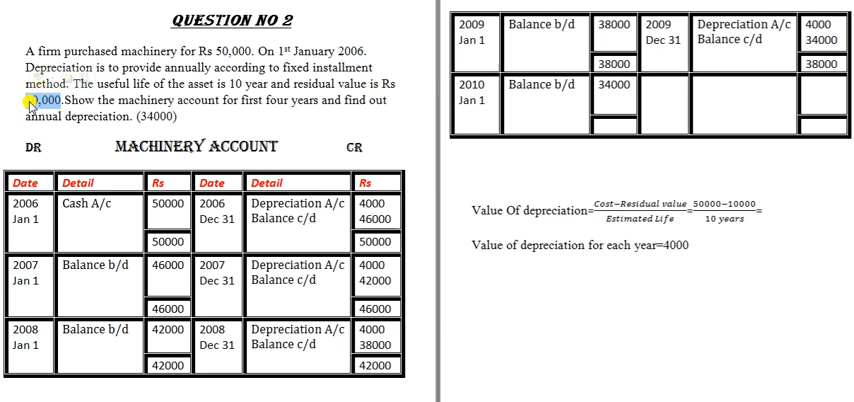 QUESTION NO 2
A firm purchased machinery for Rs 50,000. On 1st January 2006.
Depreciation is to provide annually according to fixed installment
method. The useful life of the asset is 10 year and residual value is Rs
0,000.Show the machinery account for first four years and find out
annual depreciation. (34000)
DR MACHINERY ACCOUNT CR
Date Detail Rs Date Detail Rs
2006 Cash A/c 50000 2006 Depreciation A/c 4000
Jan 1 Dec 31 Balance c/d 46000
50000 50000
2007 Balance b/d 46000 2007 Depreciation A/c 4000
Jan 1 Dec 31 Balance c/d 42000
46000 46000
2008 Balance b/d 42000 2008 Depreciation A/c 4000
Jan 1 Dec 31 Balance c/d 38000
42000 42000
2009 Balance b/d 38000 2009 Depreciation A/c 4000
Jan 1 Dec 31 Balance c/d 34000
38000 38000
2010 Balance b/d 34000
Jan 1
Value Of depreciation=Cost−Residual value/Estimated Life=50000−10000/10 years=
Value of depreciation for each year=4000